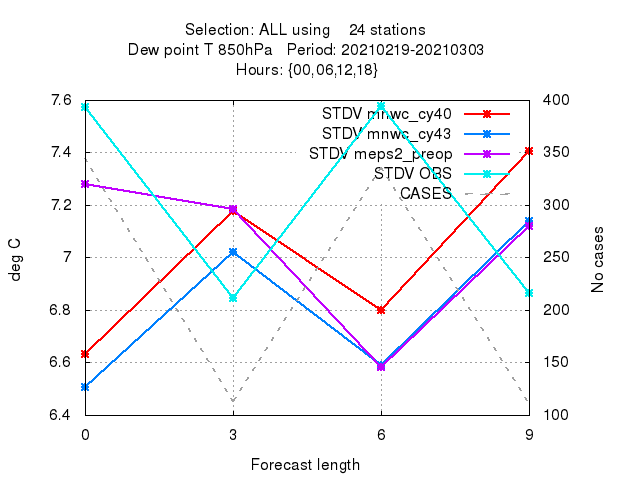 Selection: ALL using 24 stations
Dew point T 850hPa Period: 20210219-20210303
Hours: {00,06,12,18}
7.6
7.4
7.2
7
6.8
6.6
6.4
400
350
300
250
200
150
100
0
3
6
9
deg C
No cases
Forecast length
STDV mnwc_cy40
STDV mnwc_cy43
STDV meps2_preop
STDV OBS
CASES